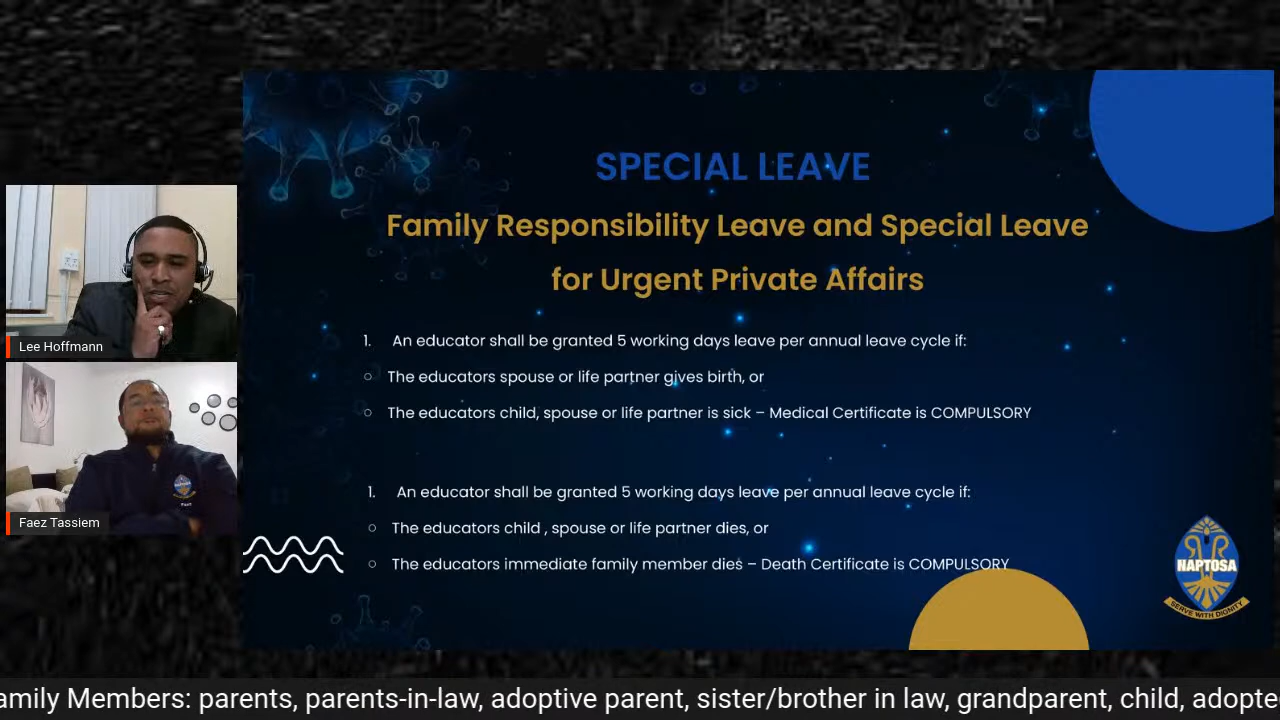 SPECIAL LEAVE
Family Responsibility Leave and Special Leave
for Urgent Private Affairs
1. An educator shall be granted 5 working days leave per annual leave cycle if:
○ The educators spouse or life partner gives birth, or
○ The educators child, spouse or life partner is sick – Medical Certificate is COMPULSORY
1. An educator shall be granted 5 working days leave per annual leave cycle if:
○ The educators child , spouse or life partner dies, or
○ The educators immediate family member dies – Death Certificate is COMPULSORY
Lee Hoffmann
Faez Tassiem
NAPTOSA
SERVE WITH DIGNITY
amily Members: parents, parents-in-law, adoptive parent, sister/brother in law, grandparent, child, adopte